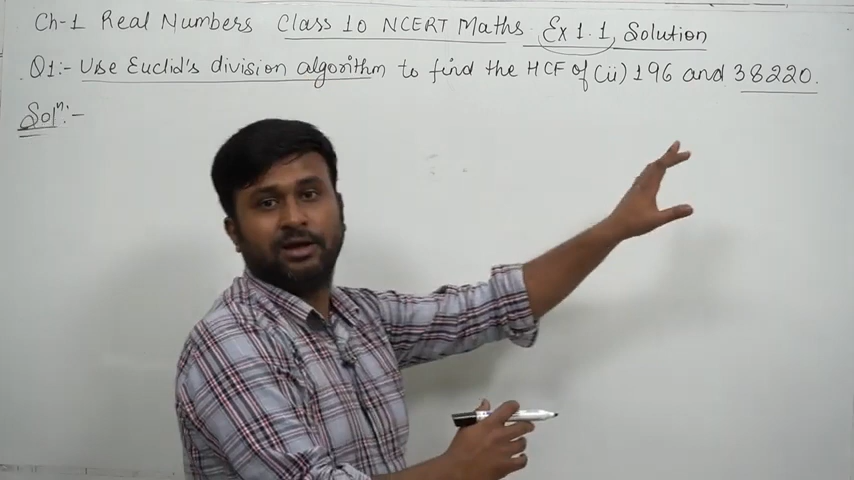 Ch-1 Real Numbers Class 10 NCERT Maths Ex 1.1, Solution
Q1:- Use Euclid's division algorithm to find the HCF of (ii) 196 and 38220.
Solⁿ:-